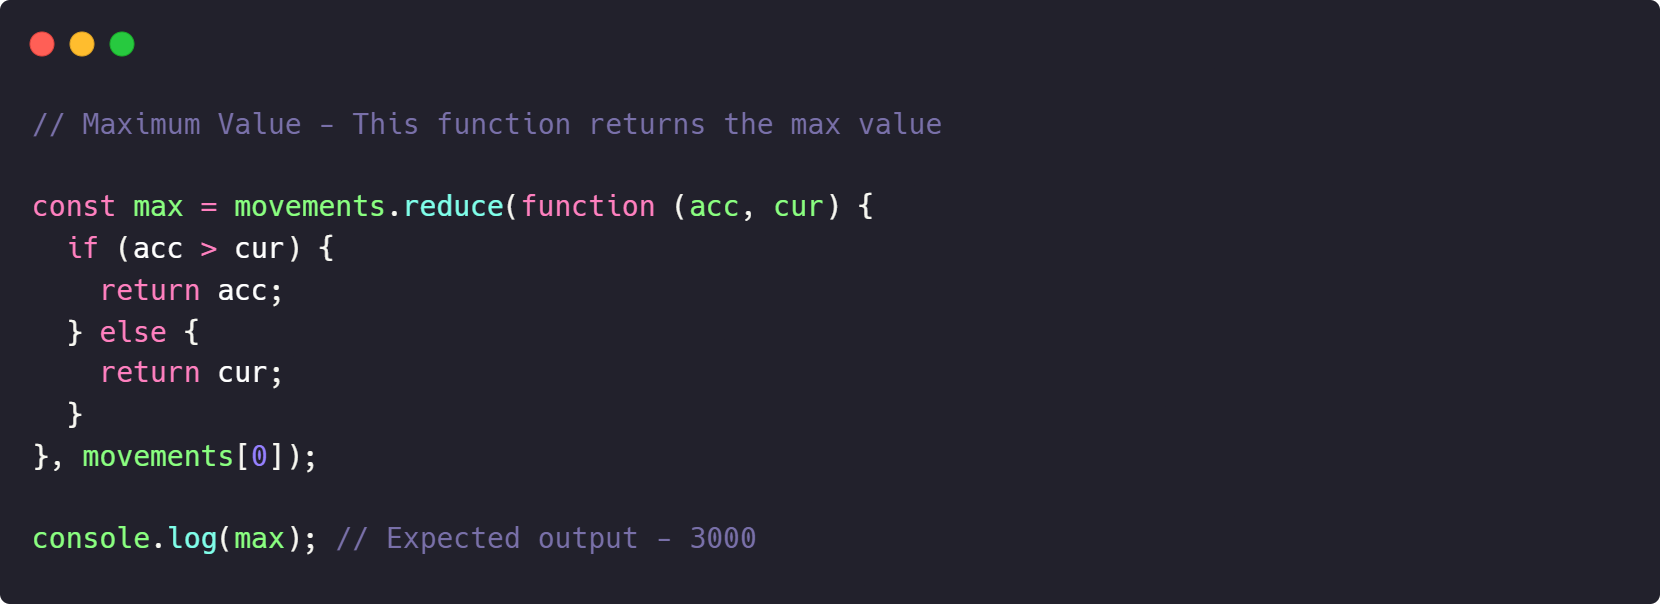 // Maximum Value - This function returns the max value
const max = movements.reduce(function (acc, cur) {
  if (acc > cur) {
    return acc;
  } else {
    return cur;
  }
}, movements[0]);
console.log(max); // Expected output - 3000